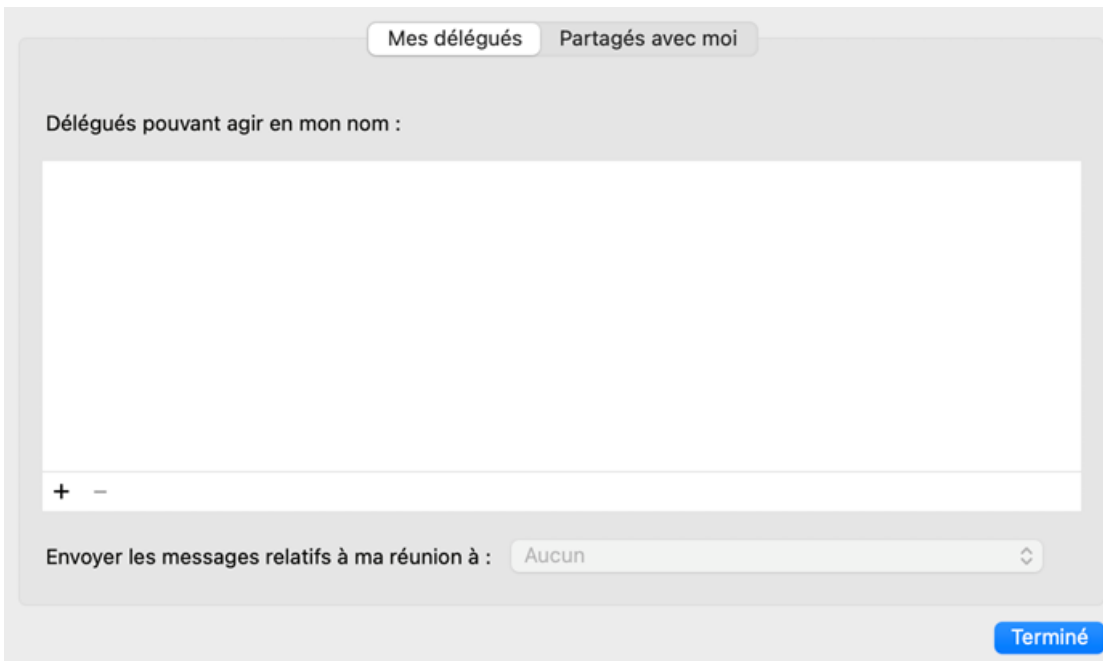 Mes délégués Partagés avec moi
Délégués pouvant agir en mon nom :
+ −
Envoyer les messages relatifs à ma réunion à : Aucun
Terminé